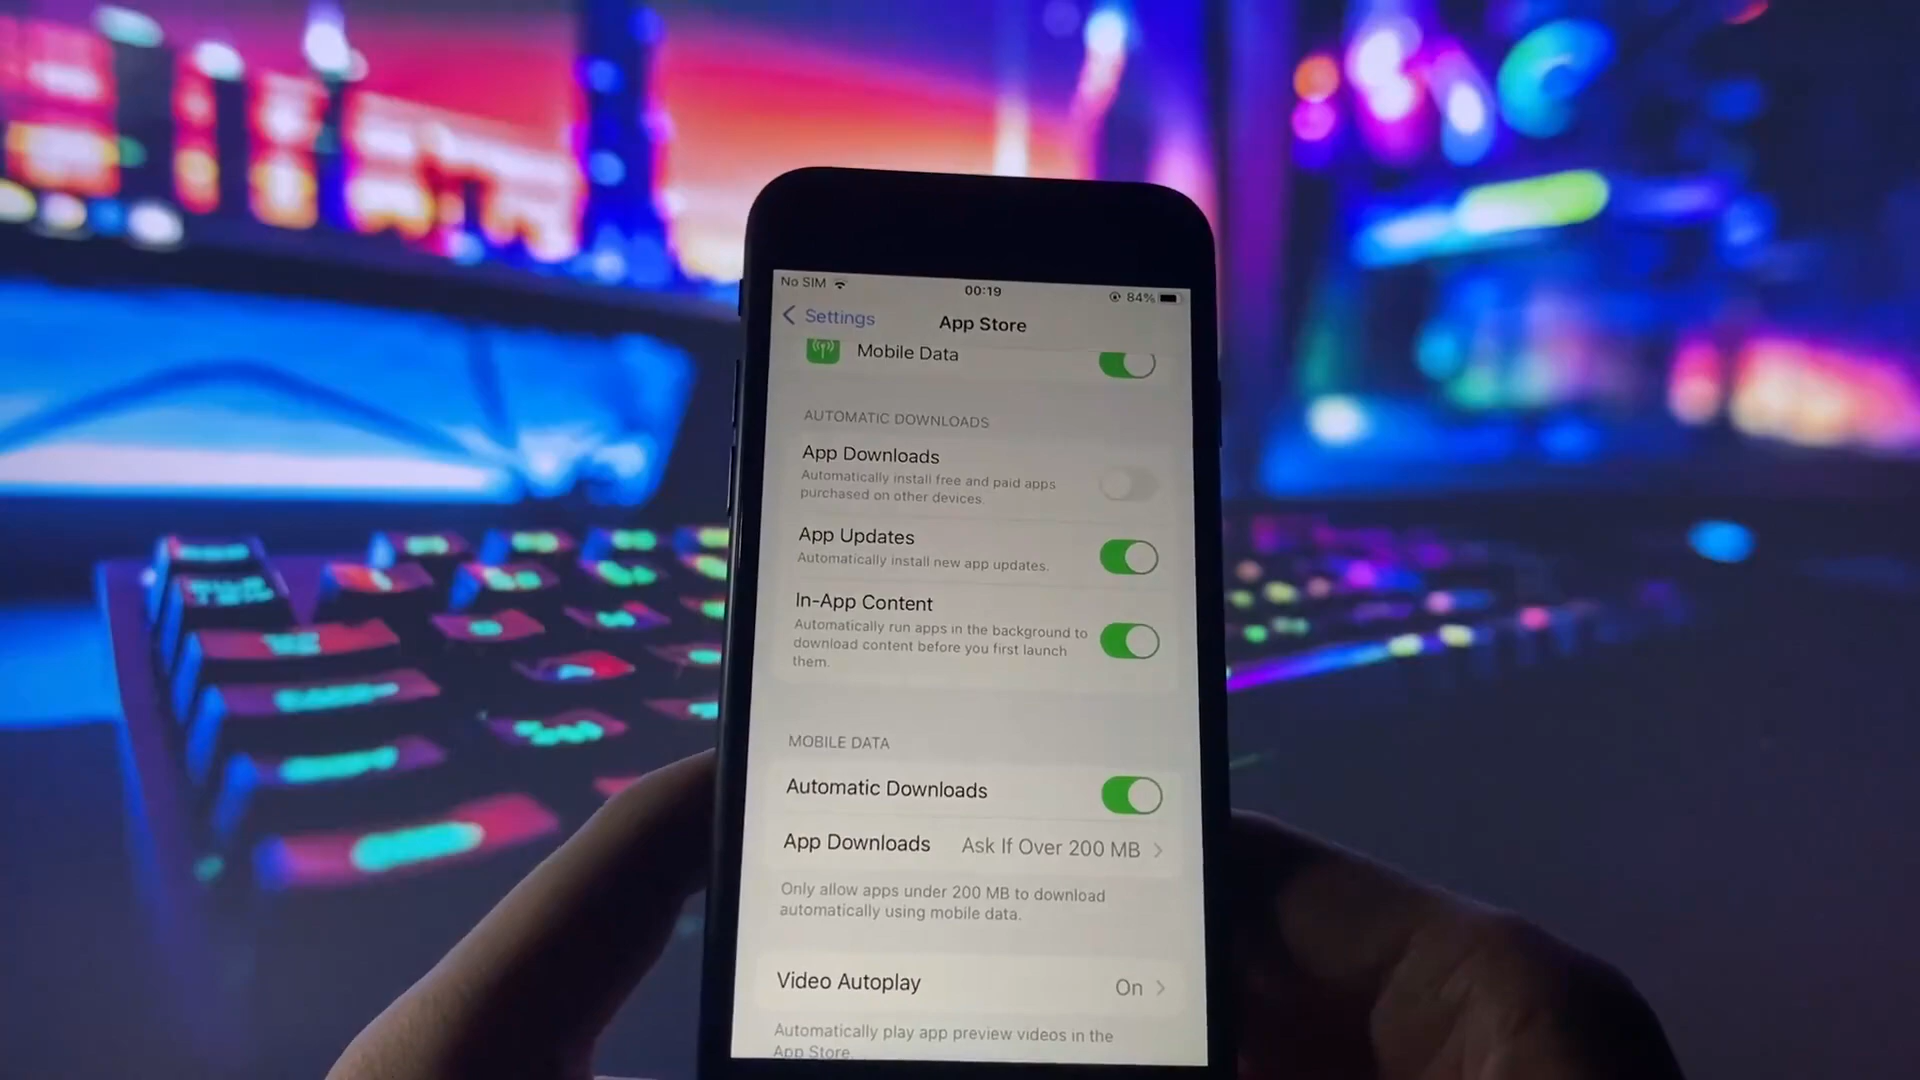 No SIM
00:19
84%
Settings
App Store
Mobile Data
AUTOMATIC DOWNLOADS
App Downloads
Automatically install free and paid apps
purchased on other devices.
App Updates
Automatically install new app updates.
In-App Content
Automatically run apps in the background to
download content before you first launch
them.
MOBILE DATA
Automatic Downloads
App Downloads Ask If Over 200 MB
Only allow apps under 200 MB to download
automatically using mobile data.
Video Autoplay On
Automatically play app preview videos in the
App Store.